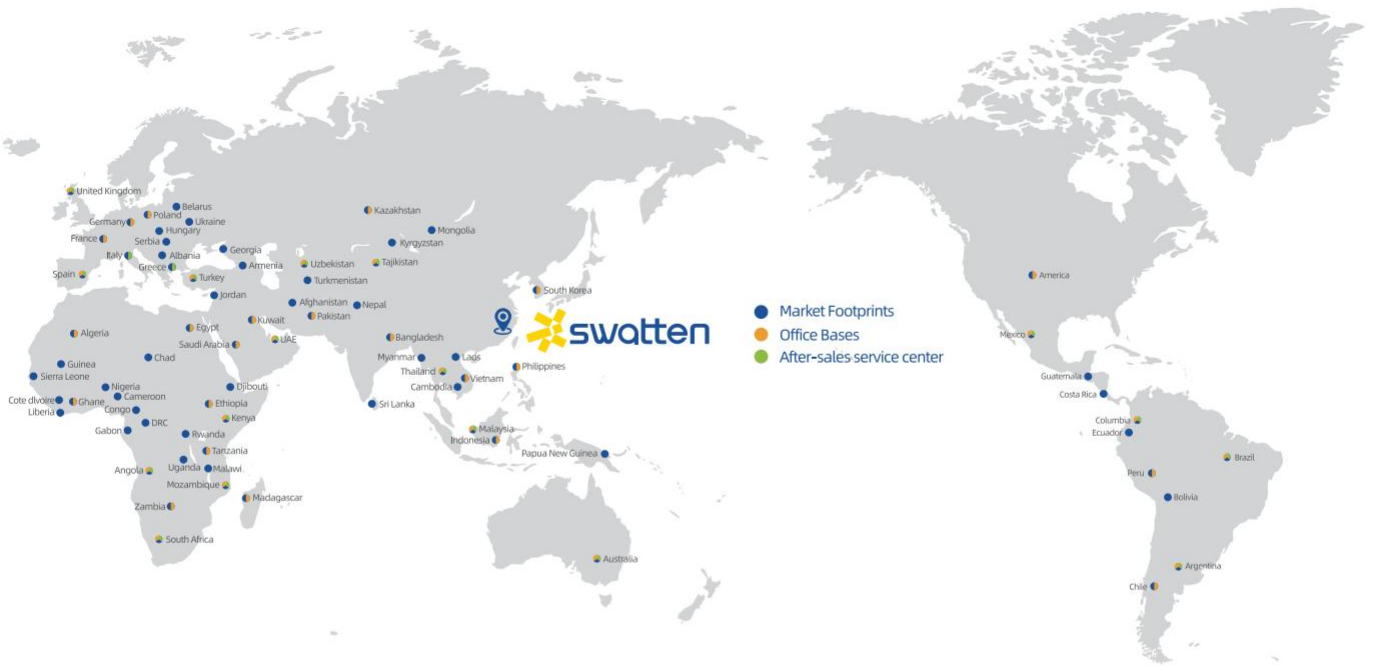 United Kingdom
Belarus
Poland
Germany
Ukraine
Hungary
France
Serbia
Italy
Albania
Georgia
Greece
Armenia
Spain
Turkey
Jordan
Kazakhstan
Mongolia
Kyrgyzstan
Uzbekistan
Tajikistan
Turkmenistan
Afghanistan
Nepal
Pakistan
South Korea
Kuwait
Egypt
Algeria
Saudi Arabia
UAE
Bangladesh
swatten
Market Footprints
Office Bases
After-sales service center
America
Mexico
Guinea
Chad
Sierra Leone
Nigeria
Djibouti
Cameroon
Cote dlvoire
Ghane
Ethiopia
Liberia
Congo
Kenya
DRC
Gabon
Rwanda
Tanzania
Uganda
Malawi
Angola
Mozambique
Zambia
Madagascar
South Africa
Myanmar
Laos
Thailand
Philippines
Vietnam
Cambodia
Sri Lanka
Malaysia
Indonesia
Papua New Guinea
Australia
Guatemala
Costa Rica
Columbia
Ecuador
Brazil
Peru
Bolivia
Argentina
Chile